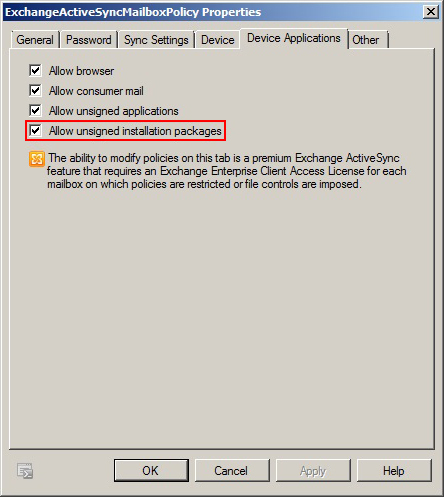 ExchangeActiveSyncMailboxPolicy Properties
General Password Sync Settings Device Device Applications Other
Allow browser
Allow consumer mail
Allow unsigned applications
Allow unsigned installation packages
The ability to modify policies on this tab is a premium Exchange ActiveSync
feature that requires an Exchange Enterprise Client Access License for each
mailbox on which policies are restricted or file controls are imposed.
OK Cancel Apply Help